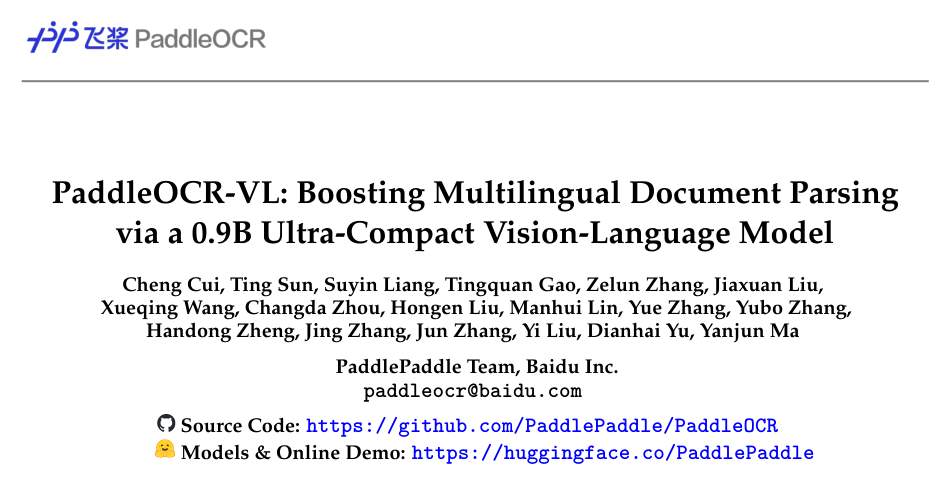 飞桨 PaddleOCR
PaddleOCR-VL: Boosting Multilingual Document Parsing
via a 0.9B Ultra-Compact Vision-Language Model
Cheng Cui, Ting Sun, Suyin Liang, Tingquan Gao, Zelun Zhang, Jiaxuan Liu,
Xueqing Wang, Changda Zhou, Hongen Liu, Manhui Lin, Yue Zhang, Yubo Zhang,
Handong Zheng, Jing Zhang, Jun Zhang, Yi Liu, Dianhai Yu, Yanjun Ma
PaddlePaddle Team, Baidu Inc.
paddleocr@baidu.com
Source Code: https://github.com/PaddlePaddle/PaddleOCR
Models & Online Demo: https://huggingface.co/PaddlePaddle